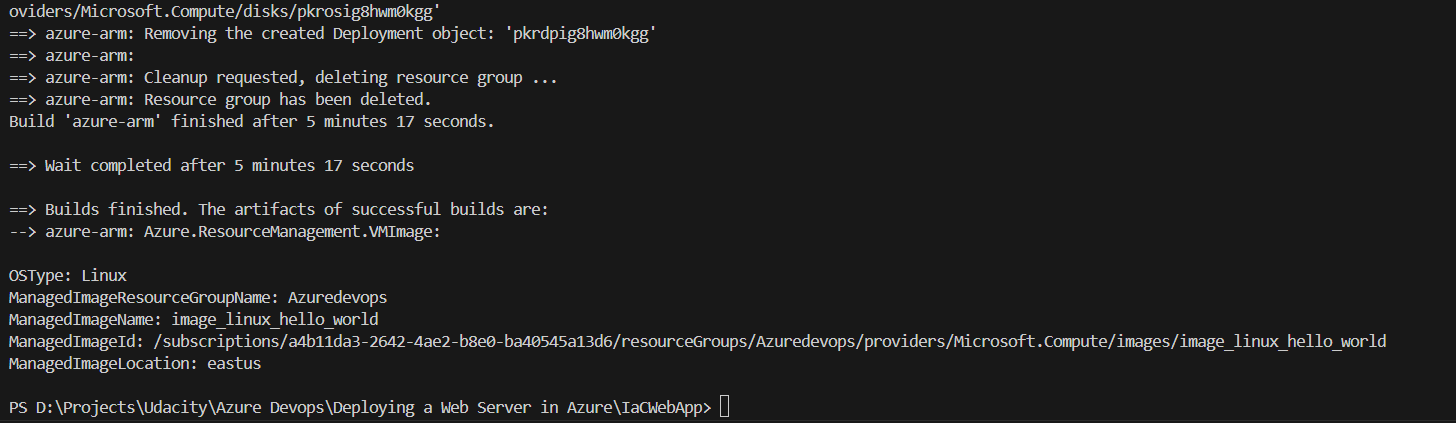 oviders/Microsoft.Compute/disks/pkrosig8hwm0kgg'
==> azure-arm: Removing the created Deployment object: 'pkrdpig8hwm0kgg'
==> azure-arm:
==> azure-arm: Cleanup requested, deleting resource group ...
==> azure-arm: Resource group has been deleted.
Build 'azure-arm' finished after 5 minutes 17 seconds.
==> Wait completed after 5 minutes 17 seconds
==> Builds finished. The artifacts of successful builds are:
--> azure-arm: Azure.ResourceManagement.VMImage:
OSType: Linux
ManagedImageResourceGroupName: Azuredevops
ManagedImageName: image_linux_hello_world
ManagedImageId: /subscriptions/a4b11da3-2642-4ae2-b8e0-ba40545a13d6/resourceGroups/Azuredevops/providers/Microsoft.Compute/images/image_linux_hello_world
ManagedImageLocation: eastus
PS D:\Projects\Udacity\Azure Devops\Deploying a Web Server in Azure\IaCWebApp>